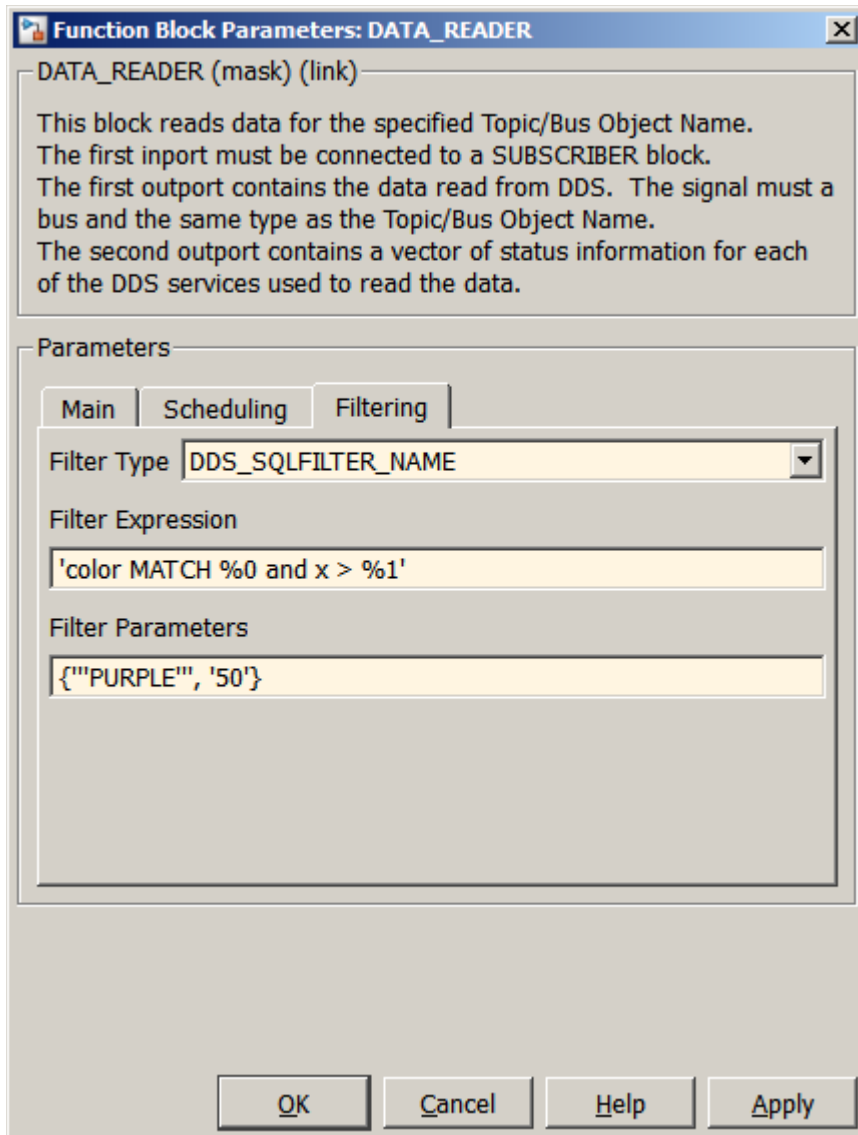 Function Block Parameters: DATA_READER
DATA_READER (mask) (link)
This block reads data for the specified Topic/Bus Object Name.
The first inport must be connected to a SUBSCRIBER block.
The first outport contains the data read from DDS.  The signal must a
bus and the same type as the Topic/Bus Object Name.
The second outport contains a vector of status information for each
of the DDS services used to read the data.
Parameters
Main Scheduling Filtering
Filter Type DDS_SQLFILTER_NAME
Filter Expression
'color MATCH %0 and x > %1'
Filter Parameters
{'''PURPLE''', '50'}
OK Cancel Help Apply